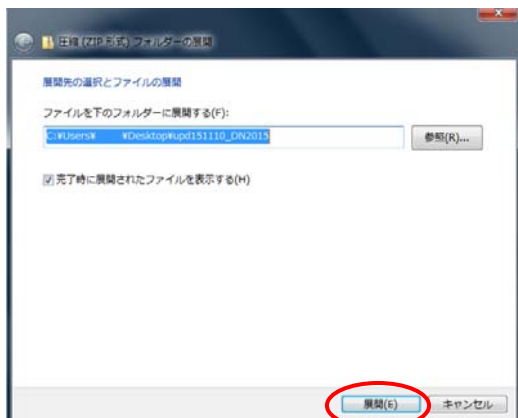 圧縮 (ZIP 形式) フォルダーの展開
展開先の選択とファイルの展開
ファイルを下のフォルダーに展開する(F):
C:¥Users¥ ¥Desktop¥upd151110_DN2015
参照(R)...
完了時に展開されたファイルを表示する(H)
展開(E)
キャンセル